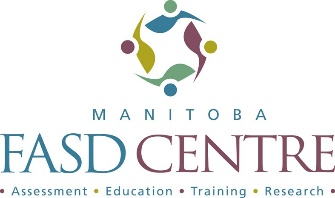 MANITOBA
FASD CENTRE
• Assessment • Education • Training • Research •